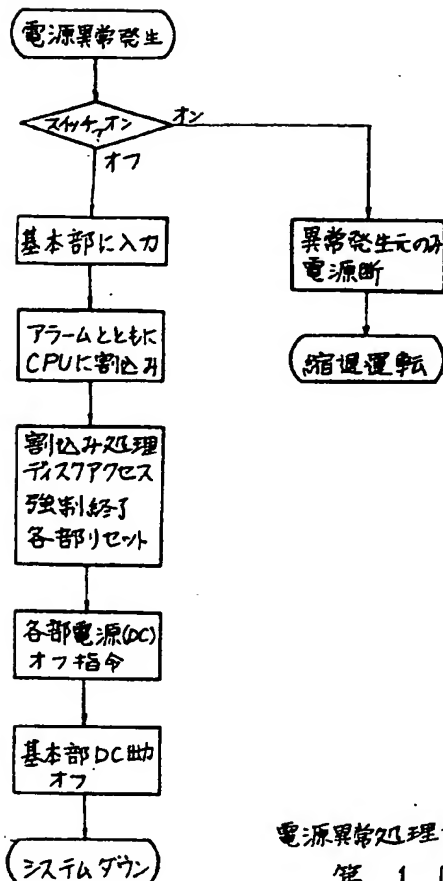 電源異常発生
スイッチオン
?
オン
オフ
基本部に入力
異常発生元のみ
電源断
アラームとともに
CPUに割込み
縮退運転
割込み処理
ディスクアクセス
強制終了
各部リセット
各部電源(DC)
オフ指令
基本部DC出力
オフ
システムダウン
電源異常処理
第 1